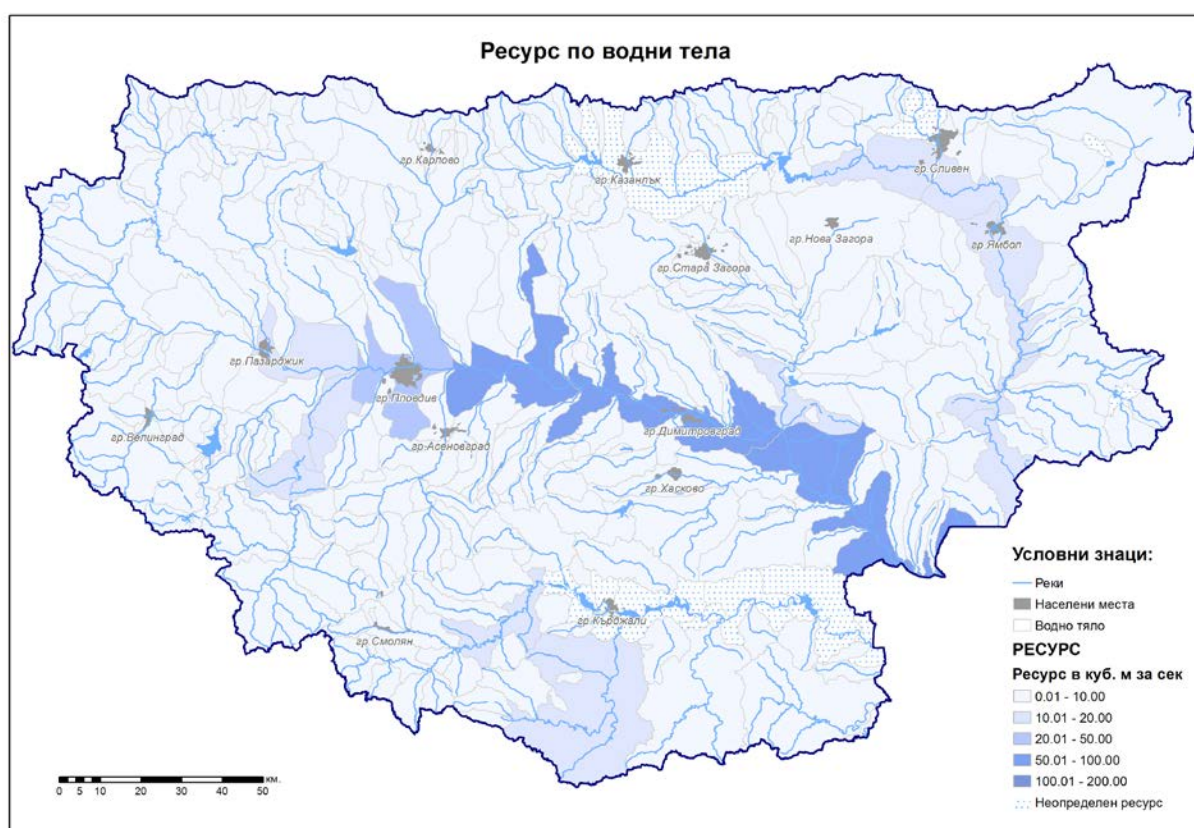 Ресурс по водни тела
гр.Карлово
гр.Казанлък
гр.Сливен
гр.Нова Загора
гр.Ямбол
гр.Стара Загора
гр.Пазарджик
гр.Пловдив
гр.Велинград
гр.Асеновград
гр.Димитровград
гр.Хасково
гр.Кърджали
гр.Смолян
Условни знаци:
Реки
Населени места
Водно тяло
РЕСУРС
Ресурс в куб. м за сек
0.01 - 10.00
10.01 - 20.00
20.01 - 50.00
50.01 - 100.00
100.01 - 200.00
Неопределен ресурс
км.
0 5 10 20 30 40 50